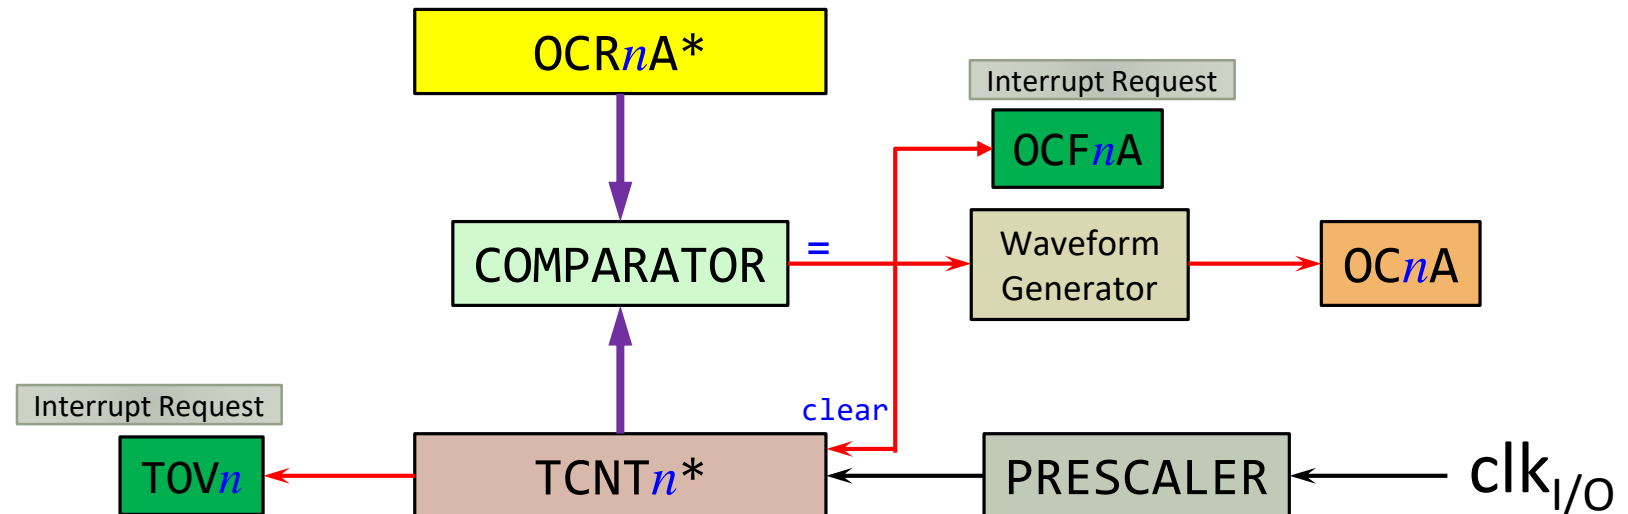 OCRnA*
Interrupt Request
OCFnA
COMPARATOR
=
Waveform
Generator
OCnA
Interrupt Request
clear
TOVn
TCNTn*
PRESCALER
clkI/O